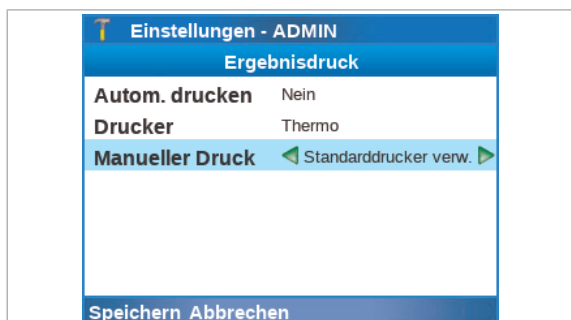 Einstellungen - ADMIN
Ergebnisdruck
Autom. drucken Nein
Drucker Thermo
Manueller Druck Standarddrucker verw.
Speichern Abbrechen